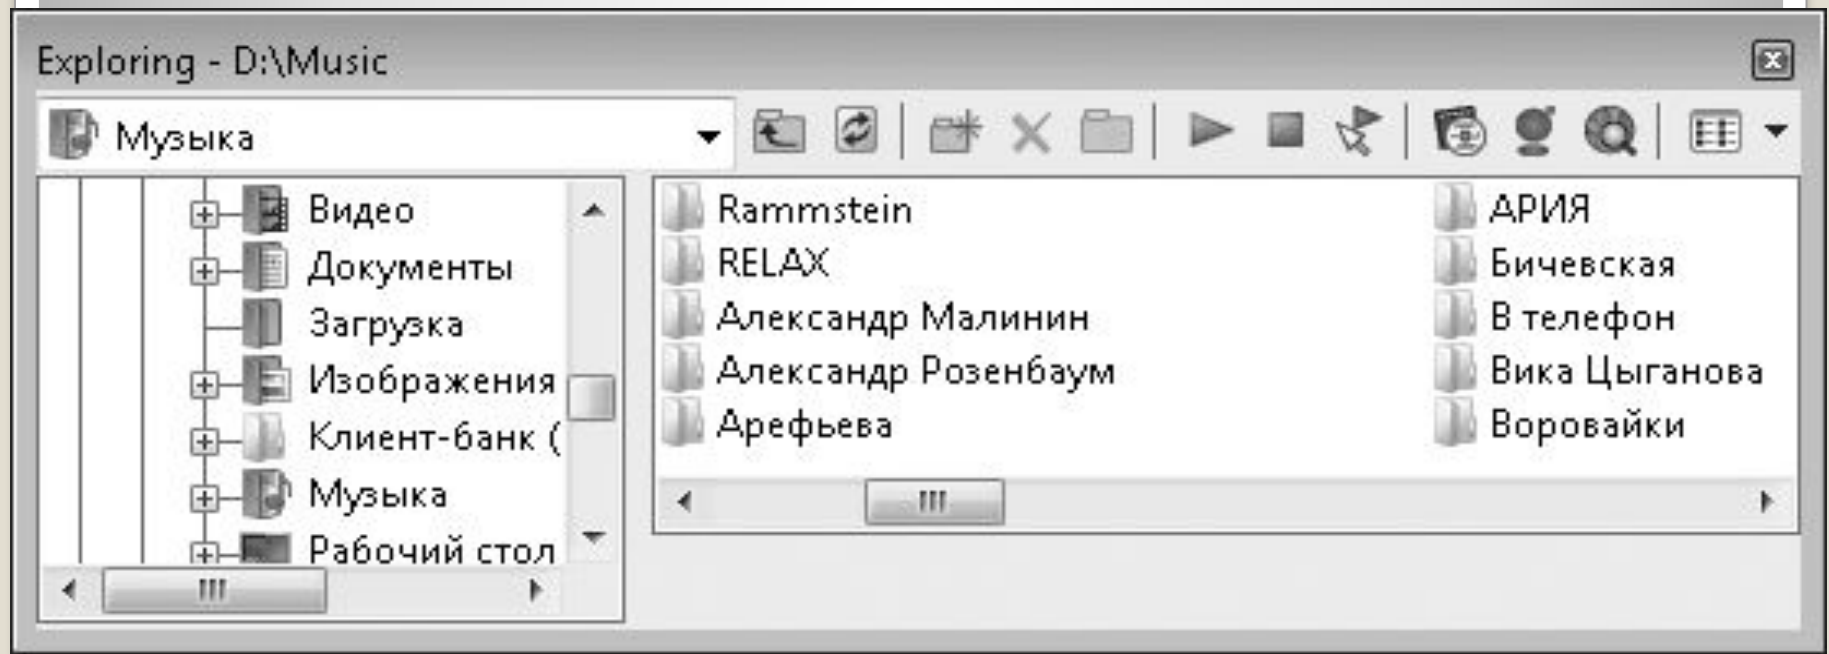 Exploring - D:\Music
Музыка
Видео
Документы
Загрузка
Изображения
Клиент-банк (
Музыка
Рабочий стол
Rammstein
RELAX
Александр Малинин
Александр Розенбаум
Арефьева
АРИЯ
Бичевская
В телефон
Вика Цыганова
Воровайки